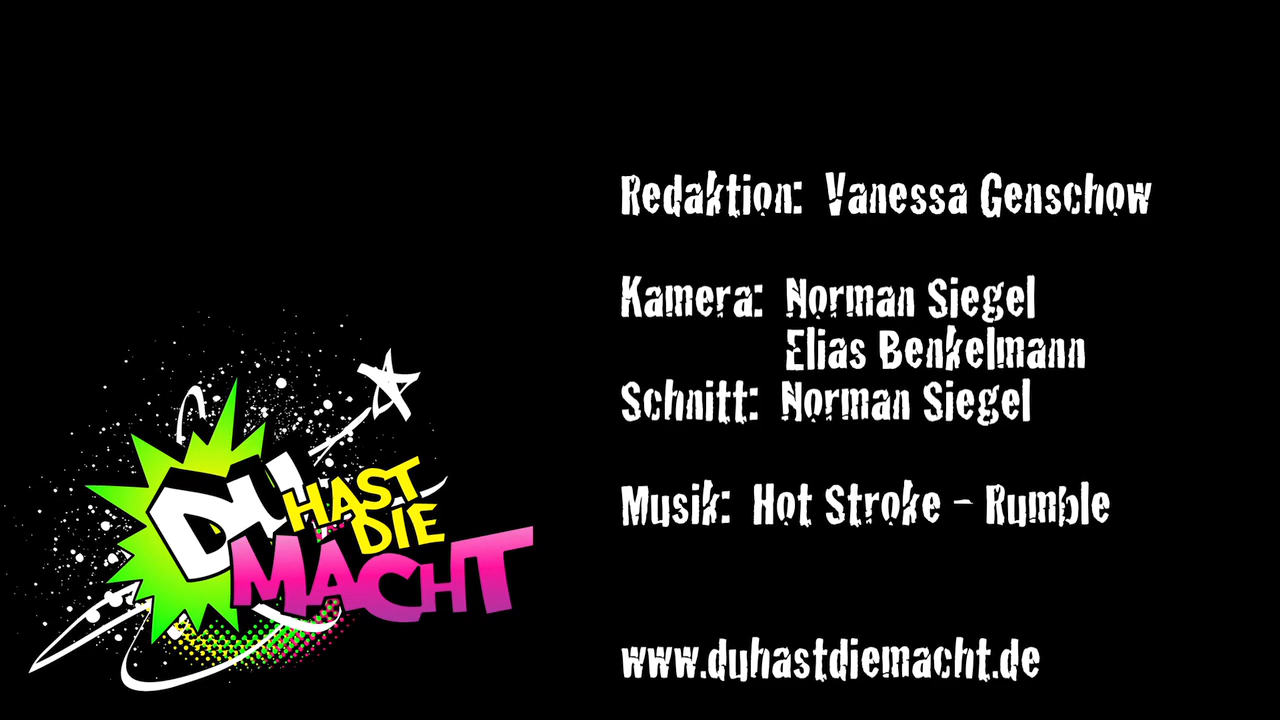 Redaktion: Vanessa Genschow
Kamera: Norman Siegel
Elias Benkelmann
Schnitt: Norman Siegel
Musik: Hot Stroke - Rumble
www.duhastdiemacht.de
DU HAST
DIE
MACHT